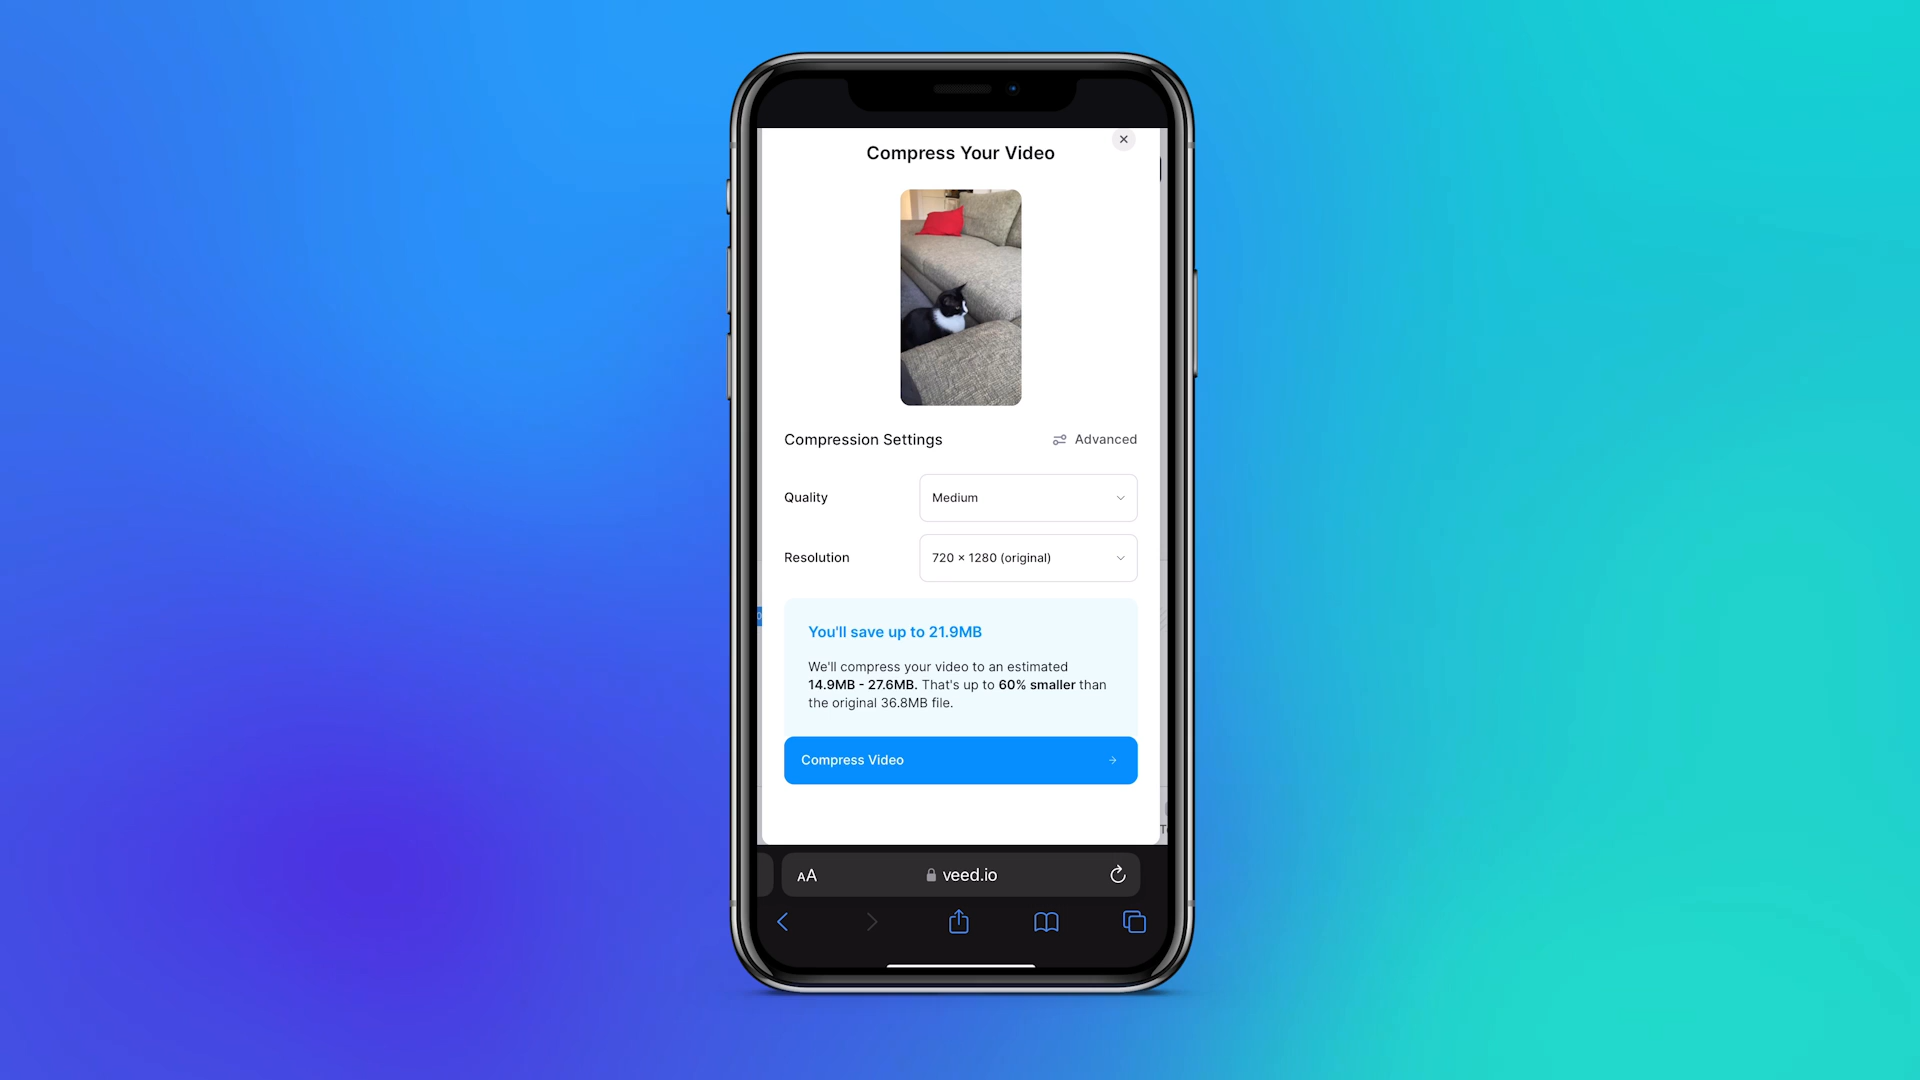 Compress Your Video
Compression Settings
Advanced
Quality
Medium
Resolution
720 × 1280 (original)
You'll save up to 21.9MB
We'll compress your video to an estimated
14.9MB - 27.6MB. That's up to 60% smaller than
the original 36.8MB file.
Compress Video
AA
veed.io